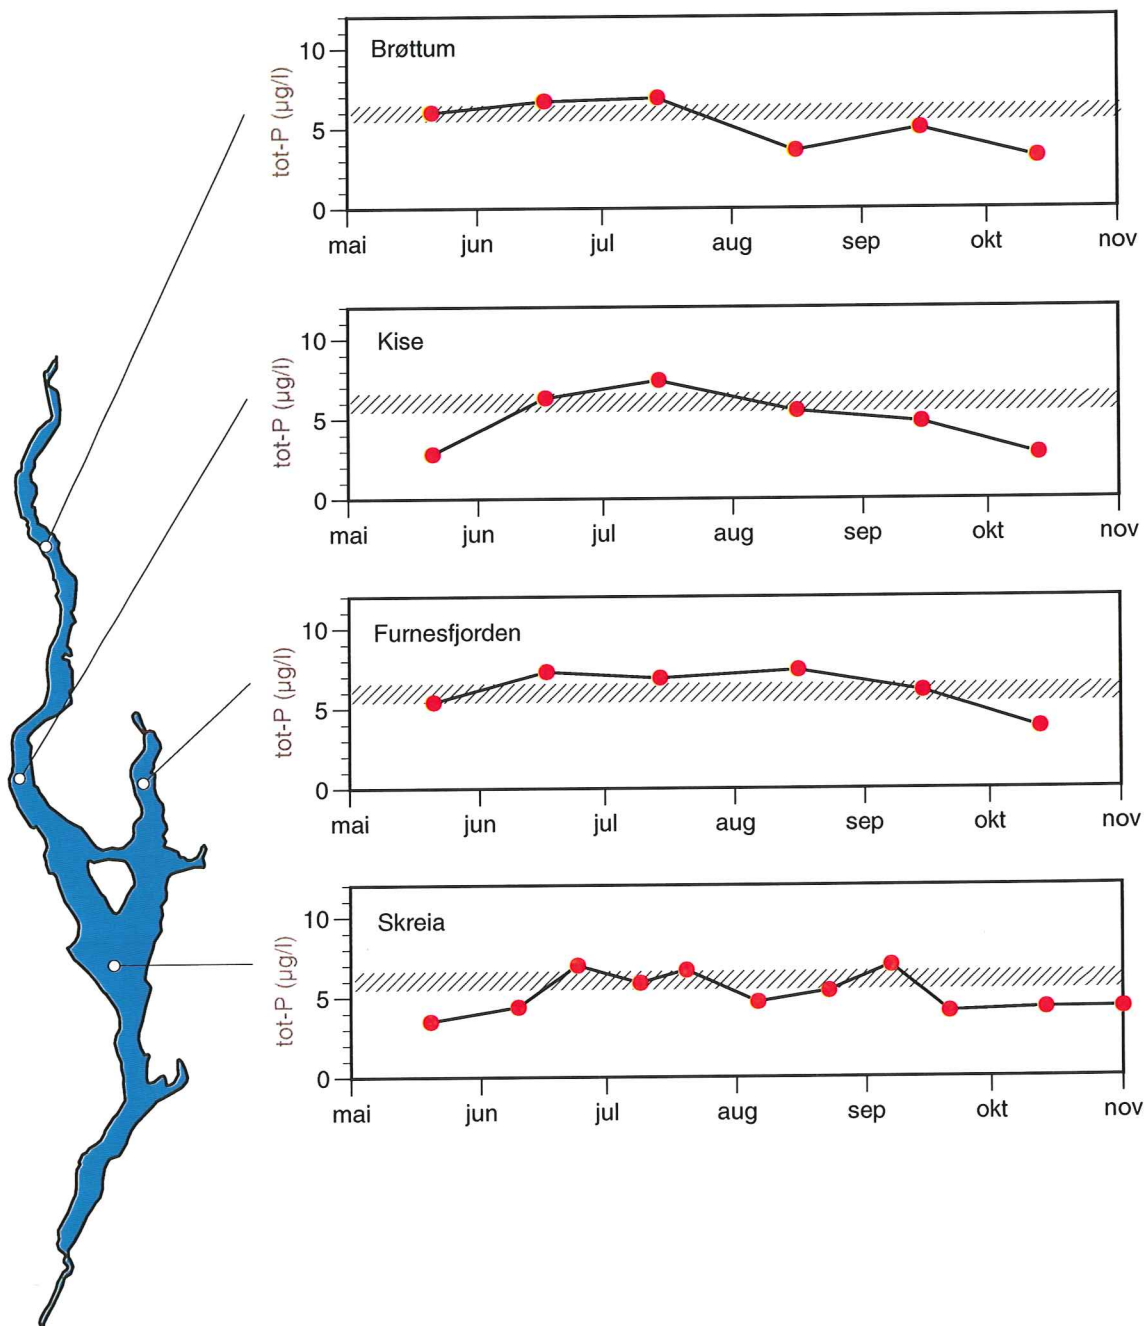 Brøttum
tot-P (µg/l)
10
5
0
mai jun jul aug sep okt nov
Kise
tot-P (µg/l)
10
5
0
mai jun jul aug sep okt nov
Furnesfjorden
tot-P (µg/l)
10
5
0
mai jun jul aug sep okt nov
Skreia
tot-P (µg/l)
10
5
0
mai jun jul aug sep okt nov